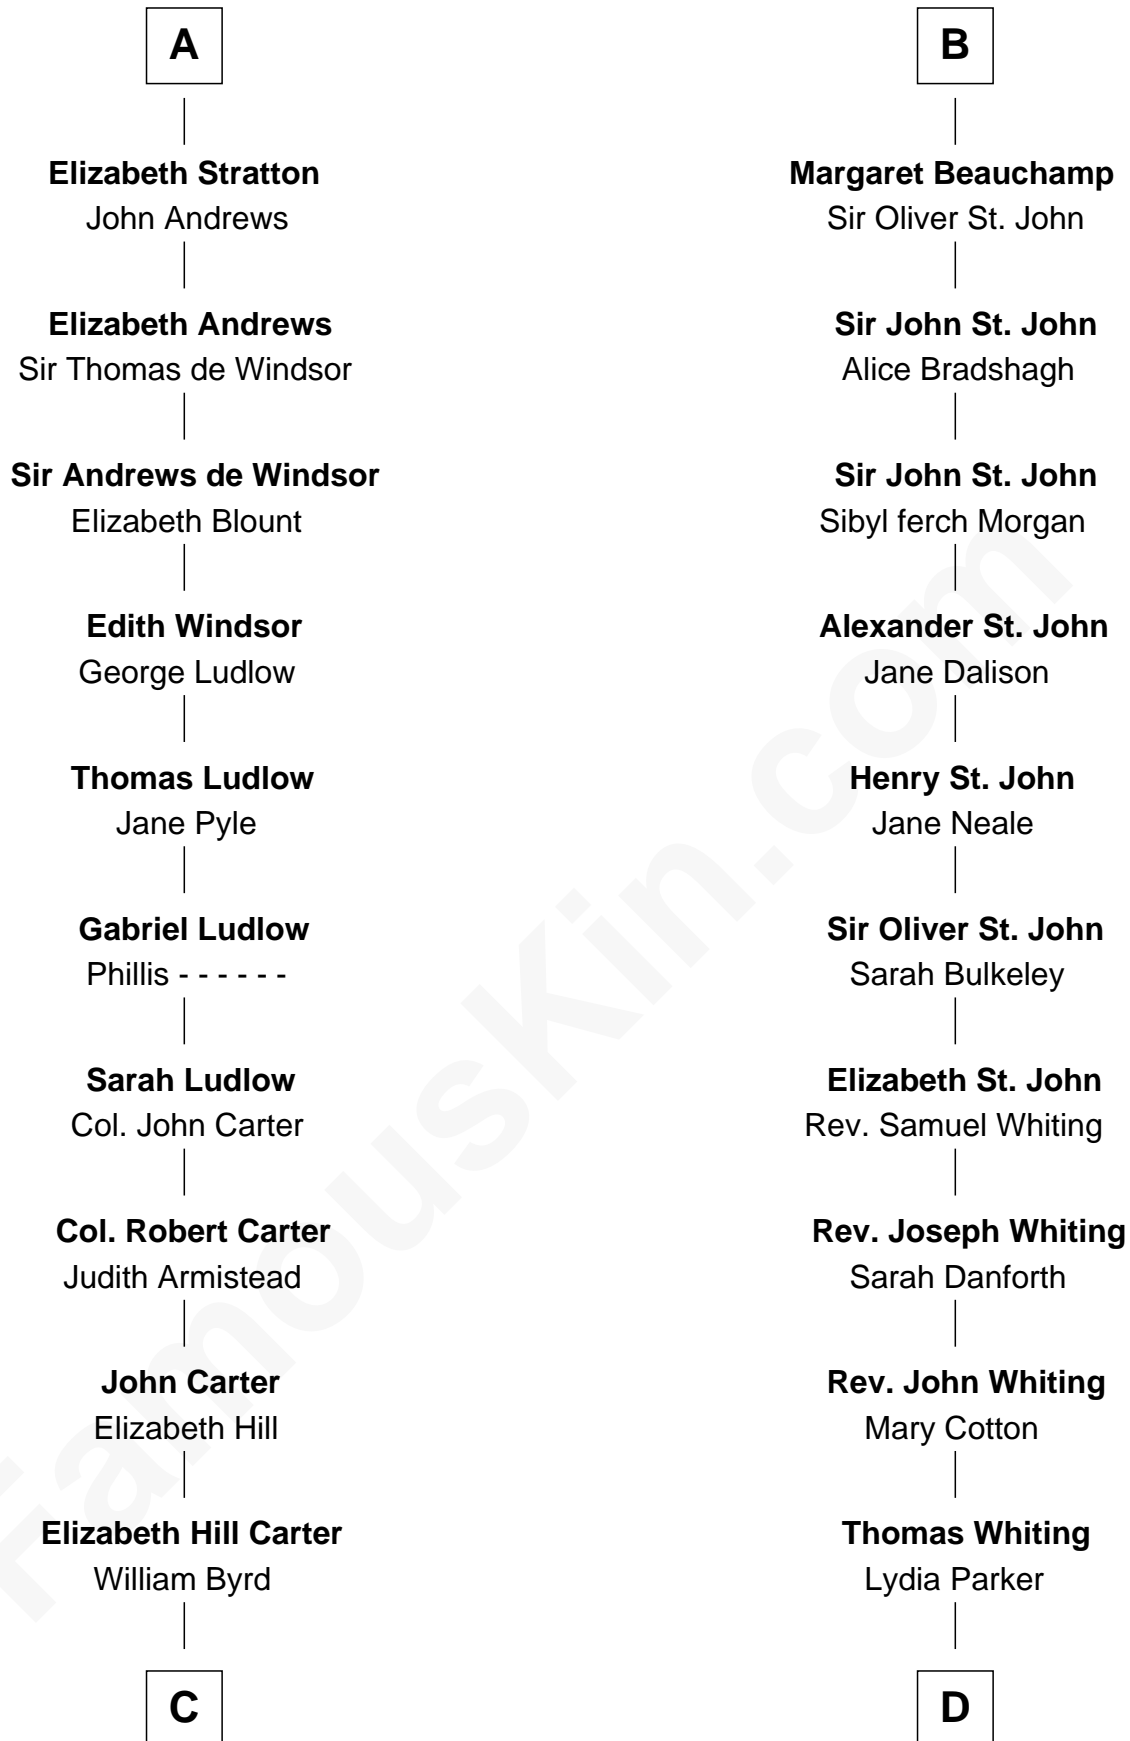 A
Elizabeth Stratton
John Andrews
Elizabeth Andrews
Sir Thomas de Windsor
Sir Andrews de Windsor
Elizabeth Blount
Edith Windsor
George Ludlow
Thomas Ludlow
Jane Pyle
Gabriel Ludlow
Phillis - - - - - -
Sarah Ludlow
Col. John Carter
Col. Robert Carter
Judith Armistead
John Carter
Elizabeth Hill
Elizabeth Hill Carter
William Byrd
C
B
Margaret Beauchamp
Sir Oliver St. John
Sir John St. John
Alice Bradshagh
Sir John St. John
Sibyl ferch Morgan
Alexander St. John
Jane Dalison
Henry St. John
Jane Neale
Sir Oliver St. John
Sarah Bulkeley
Elizabeth St. John
Rev. Samuel Whiting
Rev. Joseph Whiting
Sarah Danforth
Rev. John Whiting
Mary Cotton
Thomas Whiting
Lydia Parker
D
FamousKin.com